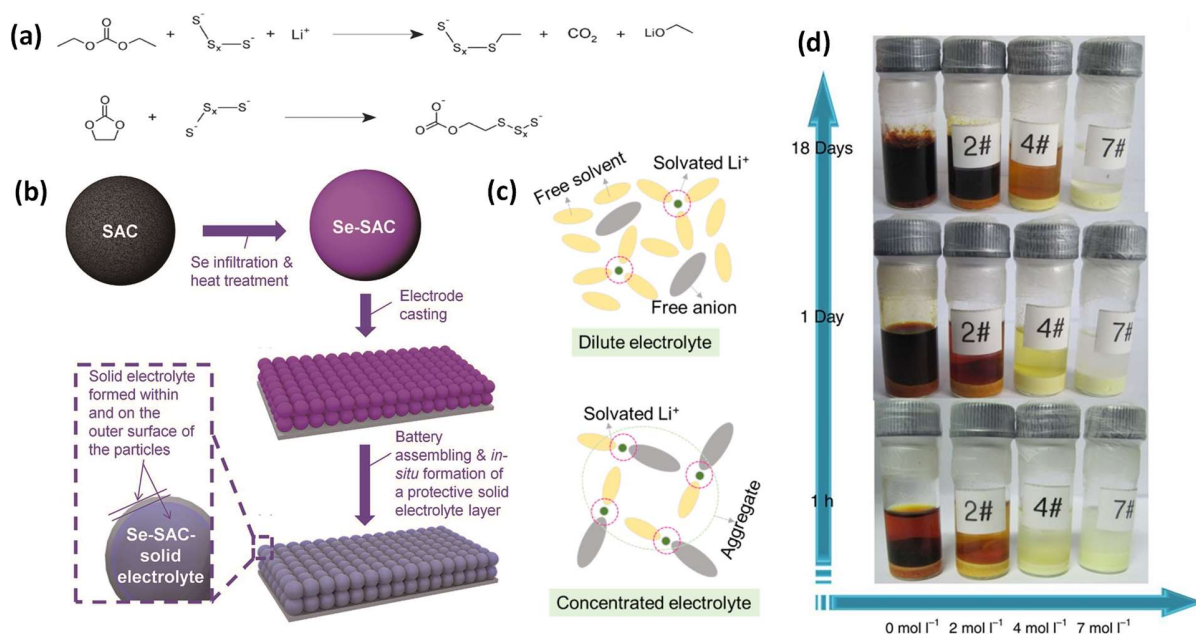 (a)
O
O O
+
S⁻
Sₓ—S⁻
+
Li⁺
S⁻
Sₓ—S
+
CO₂
+
LiO
O
O O
+
S⁻
S⁻
Sₓ
O⁻
O O
S S⁻
Sₓ
(b)
SAC
Se infiltration &
heat treatment
Se-SAC
Electrode
casting
Solid electrolyte
formed within
and on the
outer surface of
the particles
Battery
assembling & in-
situ formation of
a protective solid
electrolyte layer
Se-SAC-
solid
electrolyte
(c)
Free solvent
Solvated Li⁺
Free anion
Dilute electrolyte
Solvated Li⁺
Aggregate
Concentrated electrolyte
(d)
18 Days
2# 4# 7#
1 Day
2# 4# 7#
1 h
2# 4# 7#
0 mol l⁻¹ 2 mol l⁻¹ 4 mol l⁻¹ 7 mol l⁻¹